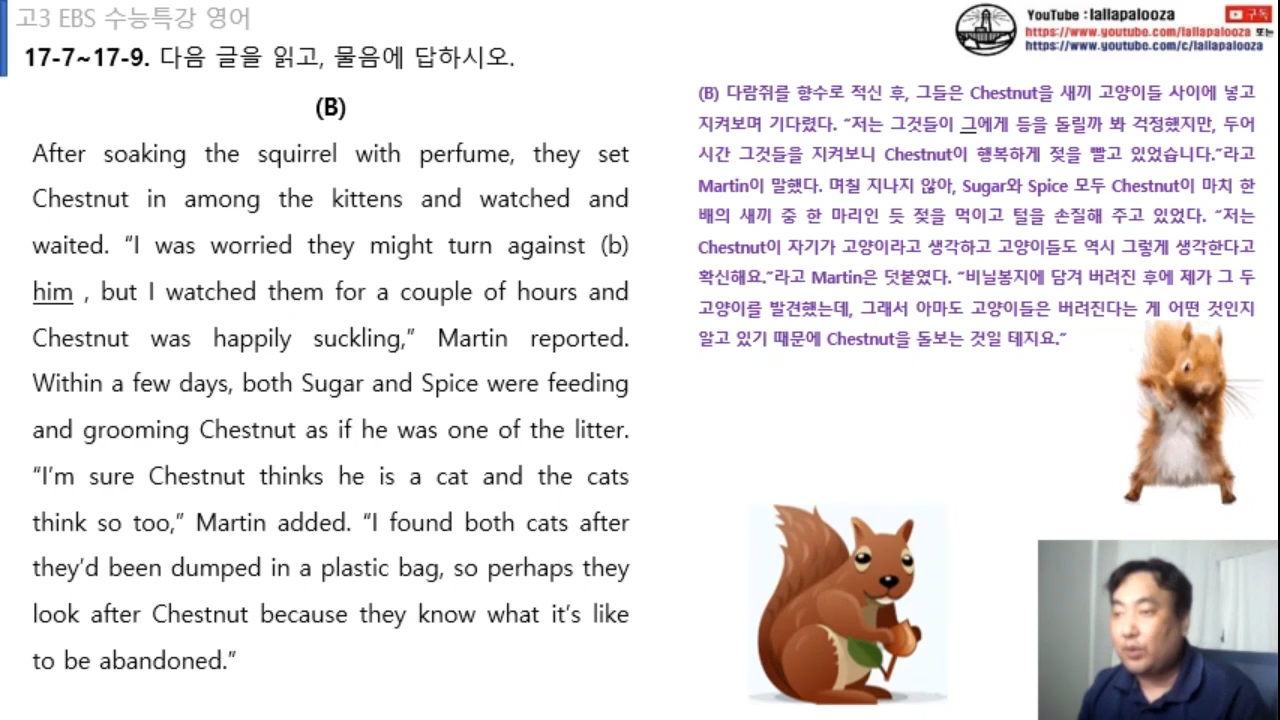 고3 EBS 수능특강 영어
YouTube : lallapalooza
구독
https://www.youtube.com/lallapalooza 또는
https://www.youtube.com/c/lallapalooza
17-7~17-9. 다음 글을 읽고, 물음에 답하시오.
(B)
After soaking the squirrel with perfume, they set
Chestnut in among the kittens and watched and
waited. “I was worried they might turn against (b)
him , but I watched them for a couple of hours and
Chestnut was happily suckling,” Martin reported.
Within a few days, both Sugar and Spice were feeding
and grooming Chestnut as if he was one of the litter.
“I’m sure Chestnut thinks he is a cat and the cats
think so too,” Martin added. “I found both cats after
they’d been dumped in a plastic bag, so perhaps they
look after Chestnut because they know what it’s like
to be abandoned.”
(B) 다람쥐를 향수로 적신 후, 그들은 Chestnut을 새끼 고양이들 사이에 넣고
지켜보며 기다렸다. “저는 그것들이 그에게 등을 돌릴까 봐 걱정했지만, 두어
시간 그것들을 지켜보니 Chestnut이 행복하게 젖을 빨고 있었습니다.”라고
Martin이 말했다. 며칠 지나지 않아, Sugar와 Spice 모두 Chestnut이 마치 한
배의 새끼 중 한 마리인 듯 젖을 먹이고 털을 손질해 주고 있었다. “저는
Chestnut이 자기가 고양이라고 생각하고 고양이들도 역시 그렇게 생각한다고
확신해요.”라고 Martin은 덧붙였다. “비닐봉지에 담겨 버려진 후에 제가 그 두
고양이를 발견했는데, 그래서 아마도 고양이들은 버려진다는 게 어떤 것인지
알고 있기 때문에 Chestnut을 돌보는 것일 테지요.”